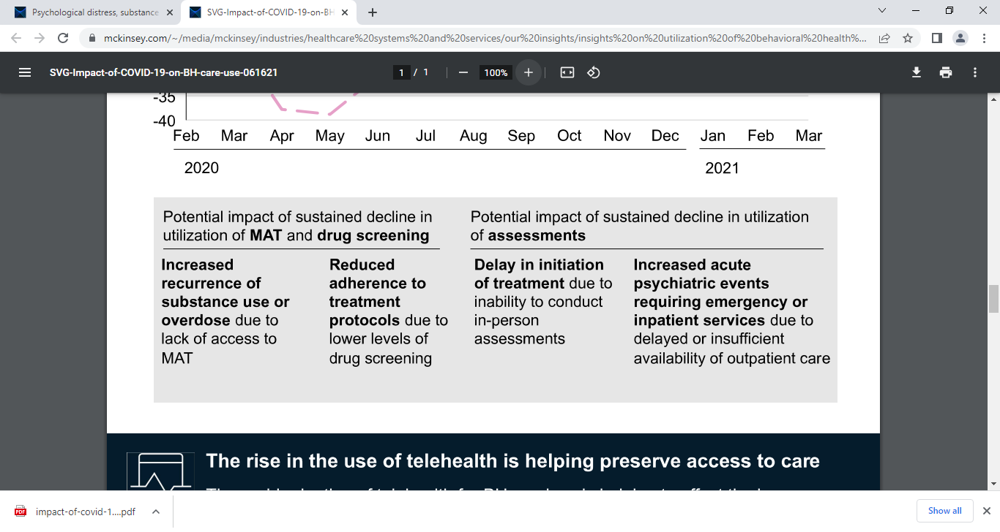 Psychological distress, substance
SVG-Impact-of-COVID-19-on-BH
mckinsey.com/~/media/mckinsey/industries/healthcare%20systems%20and%20services/our%20insights/insights%20on%20utilization%20of%20behavioral%20health%...
SVG-Impact-of-COVID-19-on-BH-care-use-061621
1 / 1
100%
-35
-40
Feb Mar Apr May Jun Jul Aug Sep Oct Nov Dec Jan Feb Mar
2020 2021
Potential impact of sustained decline in
utilization of MAT and drug screening
Increased
recurrence of
substance use or
overdose due to
lack of access to
MAT
Reduced
adherence to
treatment
protocols due to
lower levels of
drug screening
Potential impact of sustained decline in utilization
of assessments
Delay in initiation
of treatment due to
inability to conduct
in-person
assessments
Increased acute
psychiatric events
requiring emergency or
inpatient services due to
delayed or insufficient
availability of outpatient care
The rise in the use of telehealth is helping preserve access to care
PDF
impact-of-covid-1....pdf
Show all